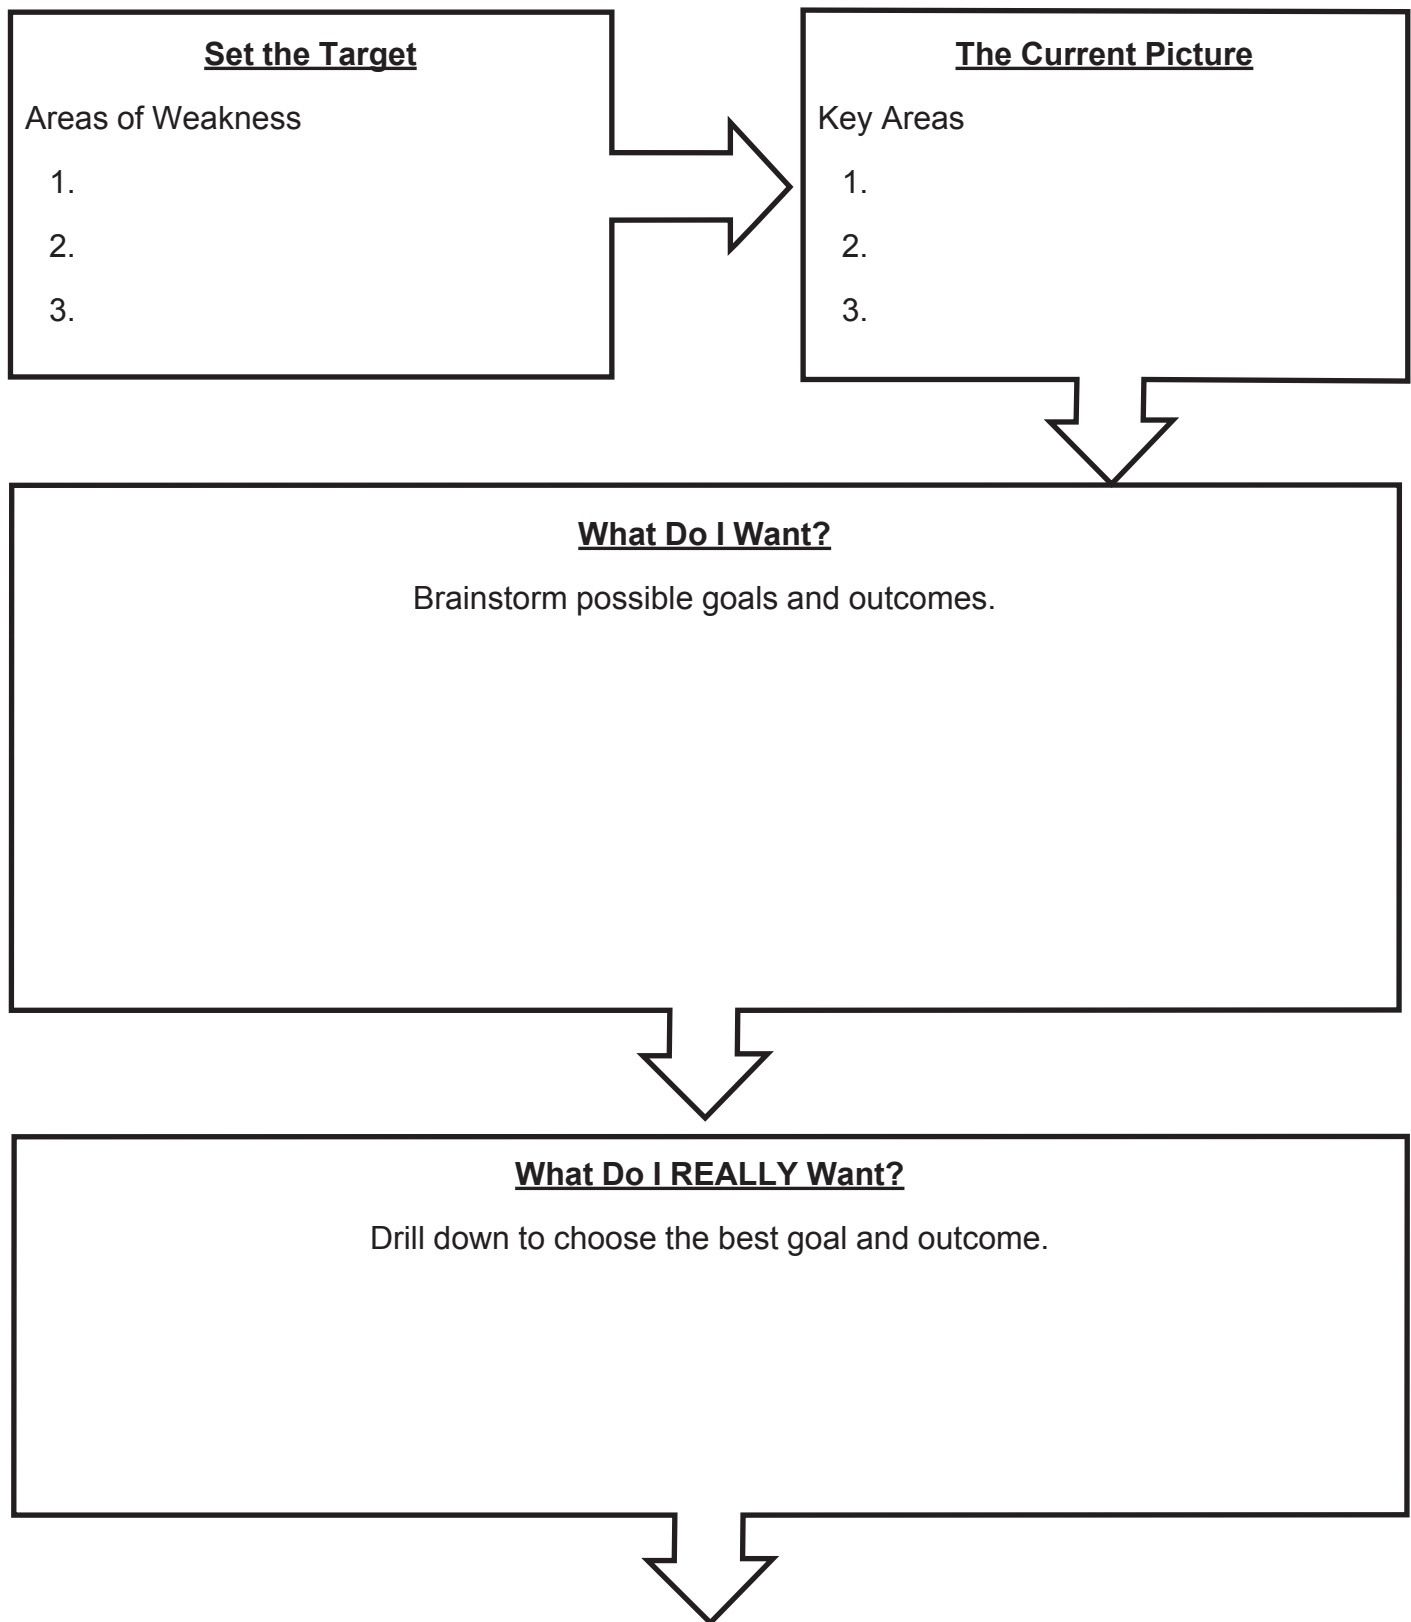 Set the Target
Areas of Weakness
1.
2.
3.
The Current Picture
Key Areas
1.
2.
3.
What Do I Want?
Brainstorm possible goals and outcomes.
What Do I REALLY Want?
Drill down to choose the best goal and outcome.